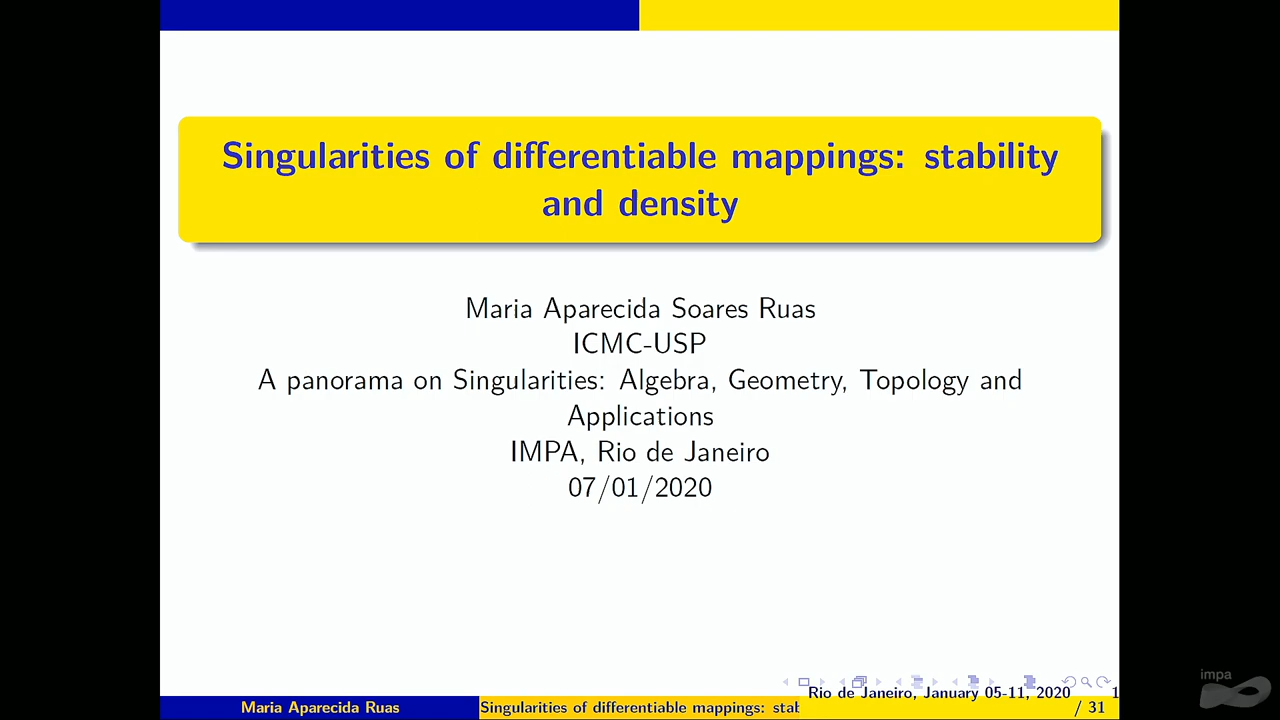 Singularities of differentiable mappings: stability
and density
Maria Aparecida Soares Ruas
ICMC-USP
A panorama on Singularities: Algebra, Geometry, Topology and
Applications
IMPA, Rio de Janeiro
07/01/2020
impa
Rio de Janeiro, January 05-11, 2020 1
Maria Aparecida Ruas
Singularities of differentiable mappings: stab
/ 31